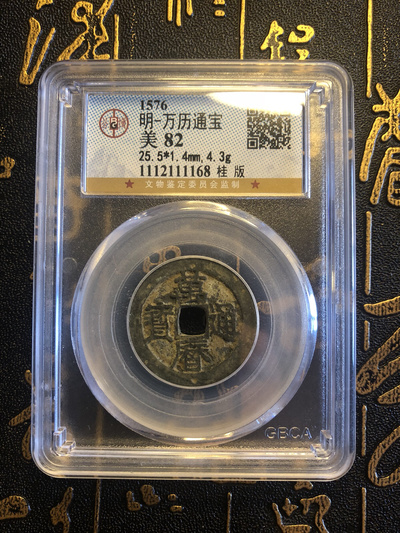 1576
明-万历通宝
美 82
25.5*1.4mm,4.3g
1112111168 桂 版
★ 文物鉴定委员会监制 ★
萬
寶 通
曆
GBCA